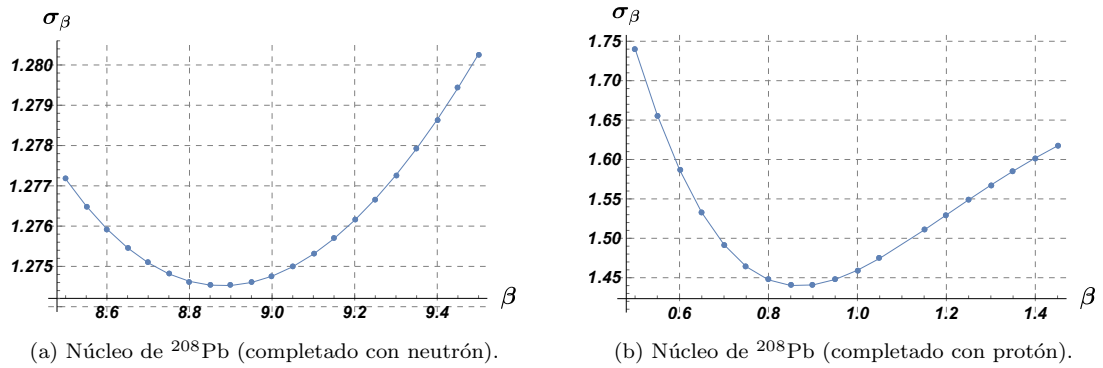 σβ
1.280
1.279
1.278
1.277
1.276
1.275
8.6 8.8 9.0 9.2 9.4
β
(a) Núcleo de ²⁰⁸Pb (completado con neutrón).
σβ
1.75
1.70
1.65
1.60
1.55
1.50
1.45
0.6 0.8 1.0 1.2 1.4
β
(b) Núcleo de ²⁰⁸Pb (completado con protón).